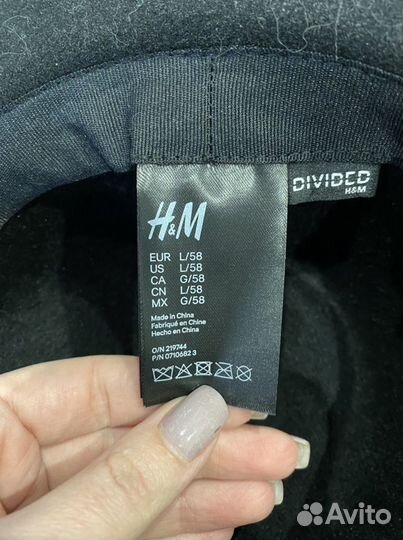 DIVIDED
H&M
H&M
EUR L/58
US L/58
CA G/58
CN L/58
MX G/58
Made in China
Fabriqué en Chine
Hecho en China
O/N 219744
P/N 0710682 3
Avito